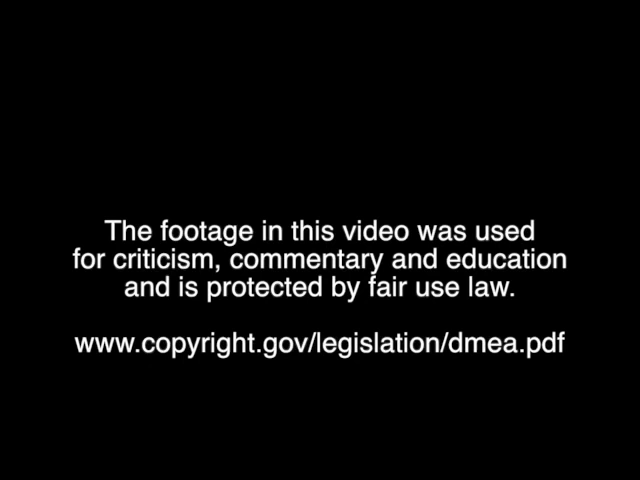 The footage in this video was used
for criticism, commentary and education
and is protected by fair use law.
www.copyright.gov/legislation/dmea.pdf